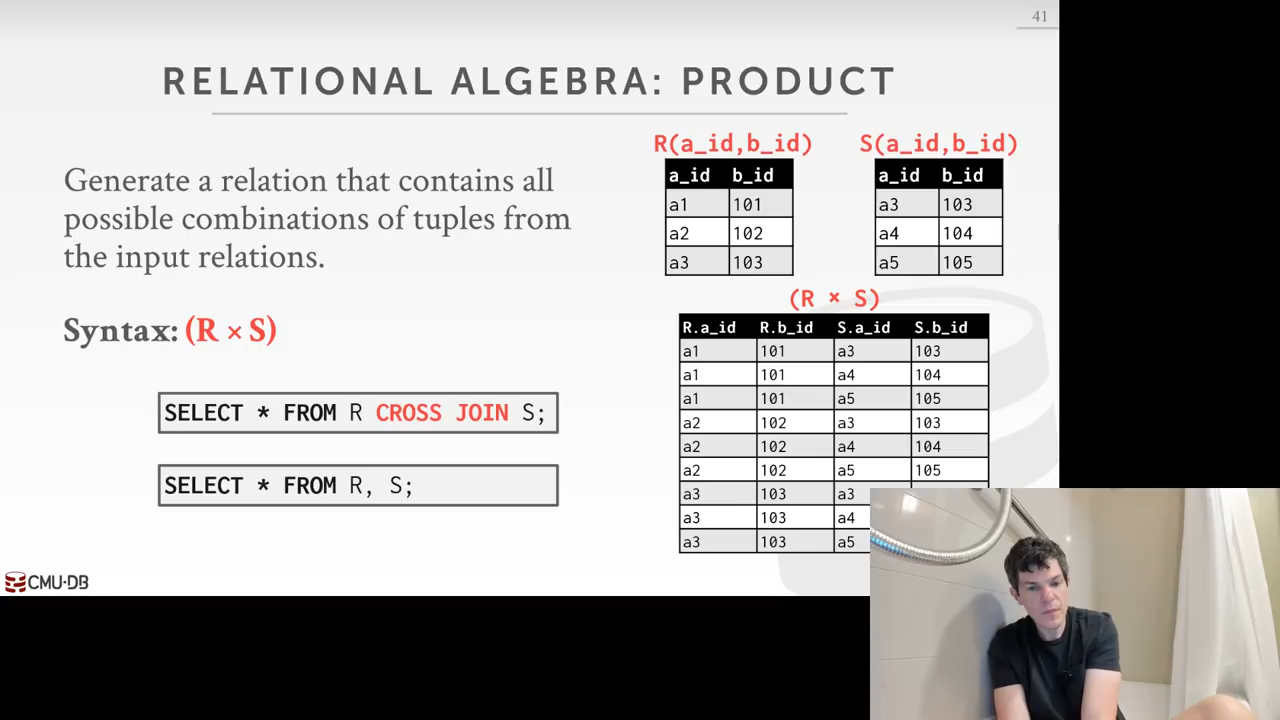 41
RELATIONAL ALGEBRA: PRODUCT
Generate a relation that contains all
possible combinations of tuples from
the input relations.
Syntax: (R × S)
SELECT * FROM R CROSS JOIN S;
SELECT * FROM R, S;
R(a_id,b_id)
a_id b_id
a1 101
a2 102
a3 103
S(a_id,b_id)
a_id b_id
a3 103
a4 104
a5 105
(R × S)
R.a_id R.b_id S.a_id S.b_id
a1 101 a3 103
a1 101 a4 104
a1 101 a5 105
a2 102 a3 103
a2 102 a4 104
a2 102 a5 105
a3 103 a3
a3 103 a4
a3 103 a5
CMU·DB